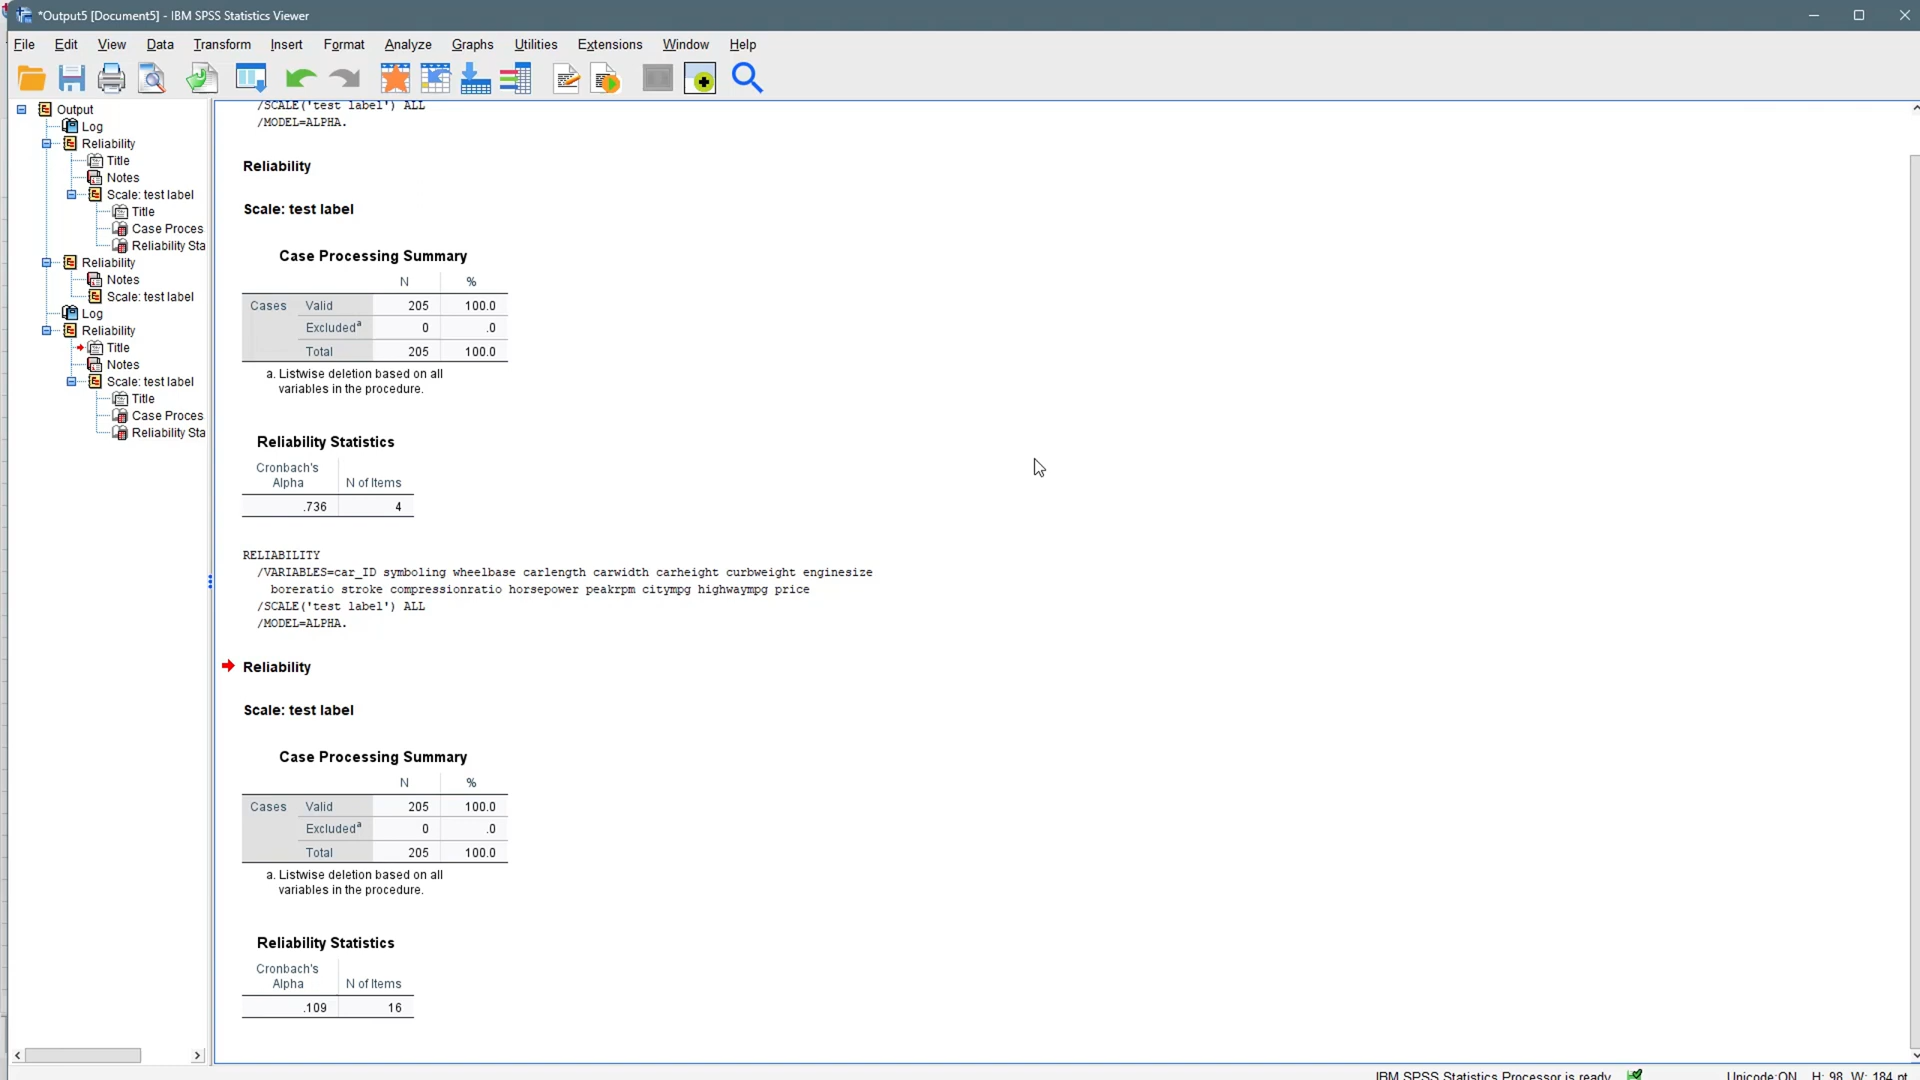 *Output5 [Document5] - IBM SPSS Statistics Viewer
File Edit View Data Transform Insert Format Analyze Graphs Utilities Extensions Window Help
Output
Log
Reliability
Title
Notes
Scale: test label
Title
Case Proces
Reliability Sta
Reliability
Notes
Scale: test label
Log
Reliability
Title
Notes
Scale: test label
Title
Case Proces
Reliability Sta
/SCALE('test label') ALL
/MODEL=ALPHA.
Reliability
Scale: test label
Case Processing Summary
N %
Cases Valid 205 100.0
Excludedª 0 .0
Total 205 100.0
a. Listwise deletion based on all
variables in the procedure.
Reliability Statistics
Cronbach's
Alpha N of Items
.736 4
RELIABILITY
/VARIABLES=car_ID symboling wheelbase carlength carwidth carheight curbweight enginesize
boreratio stroke compressionratio horsepower peakrpm citympg highwaympg price
/SCALE('test label') ALL
/MODEL=ALPHA.
Reliability
Scale: test label
Case Processing Summary
N %
Cases Valid 205 100.0
Excludedª 0 .0
Total 205 100.0
a. Listwise deletion based on all
variables in the procedure.
Reliability Statistics
Cronbach's
Alpha N of Items
.109 16
IBM SPSS Statistics Processor is ready Unicode:ON H: 98, W: 184 pt